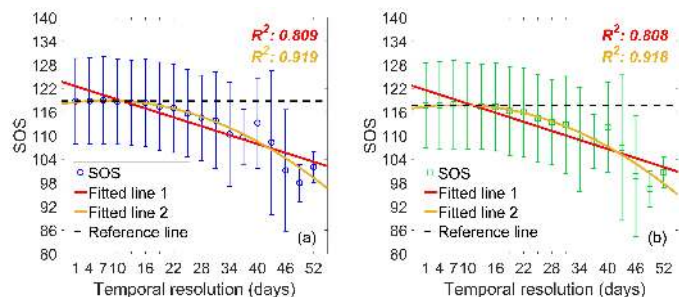 140
134
128
122
116
110
104
98
92
86
80
SOS
R²: 0.809
R²: 0.919
SOS
Fitted line 1
Fitted line 2
Reference line
(a)
1 4 7 10 16 22 28 34 40 46 52
Temporal resolution (days)
140
134
128
122
116
110
104
98
92
86
80
SOS
R²: 0.808
R²: 0.918
SOS
Fitted line 1
Fitted line 2
Reference line
(b)
1 4 7 10 16 22 28 34 40 46 52
Temporal resolution (days)